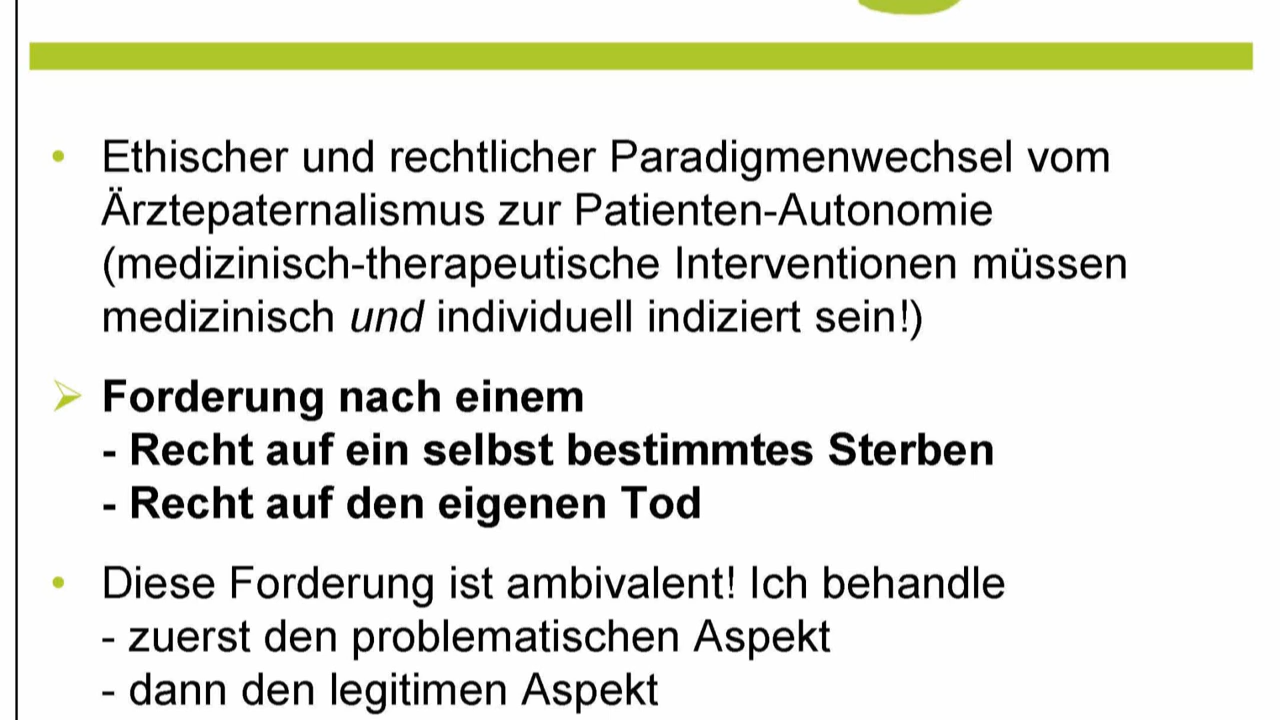 • Ethischer und rechtlicher Paradigmenwechsel vom
Ärztepaternalismus zur Patienten-Autonomie
(medizinisch-therapeutische Interventionen müssen
medizinisch und individuell indiziert sein!)
➢ Forderung nach einem
- Recht auf ein selbst bestimmtes Sterben
- Recht auf den eigenen Tod
• Diese Forderung ist ambivalent! Ich behandle
- zuerst den problematischen Aspekt
- dann den legitimen Aspekt